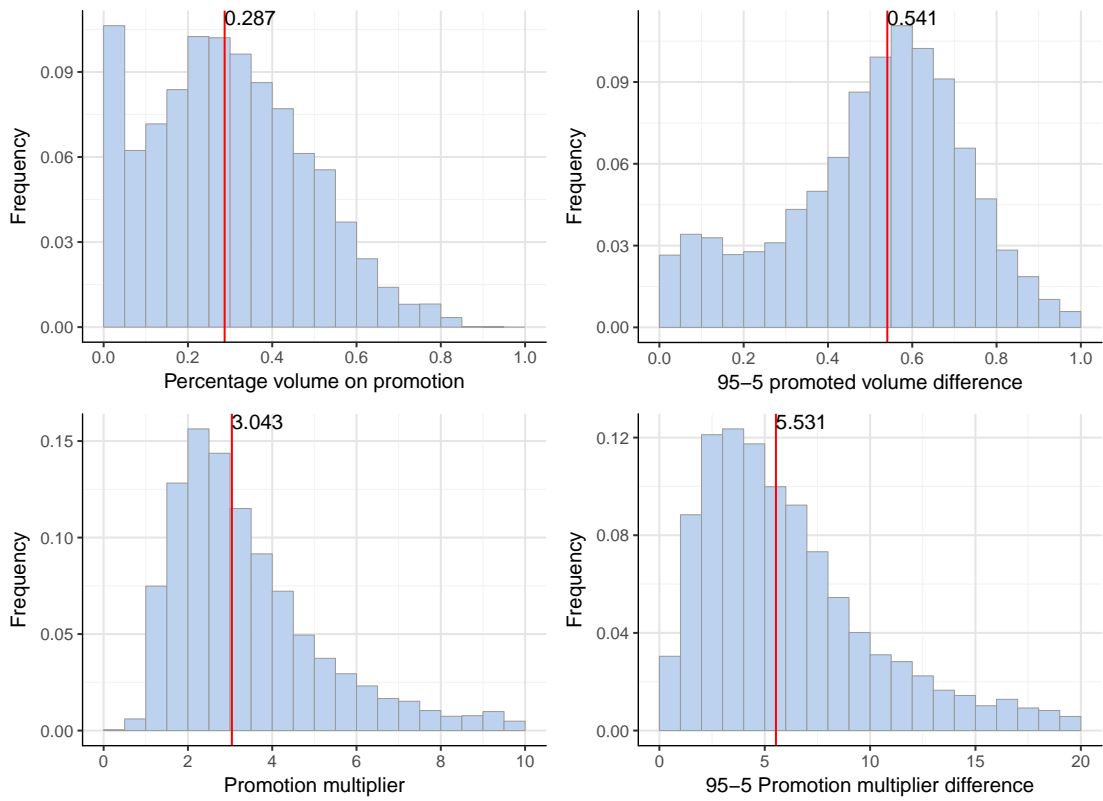 0.287
0.09
0.06
0.03
0.00
Frequency
0.0 0.2 0.4 0.6 0.8 1.0
Percentage volume on promotion
0.541
0.09
0.06
0.03
0.00
Frequency
0.0 0.2 0.4 0.6 0.8 1.0
95−5 promoted volume difference
3.043
0.15
0.10
0.05
0.00
Frequency
0 2 4 6 8 10
Promotion multiplier
5.531
0.12
0.08
0.04
0.00
Frequency
0 5 10 15 20
95−5 Promotion multiplier difference